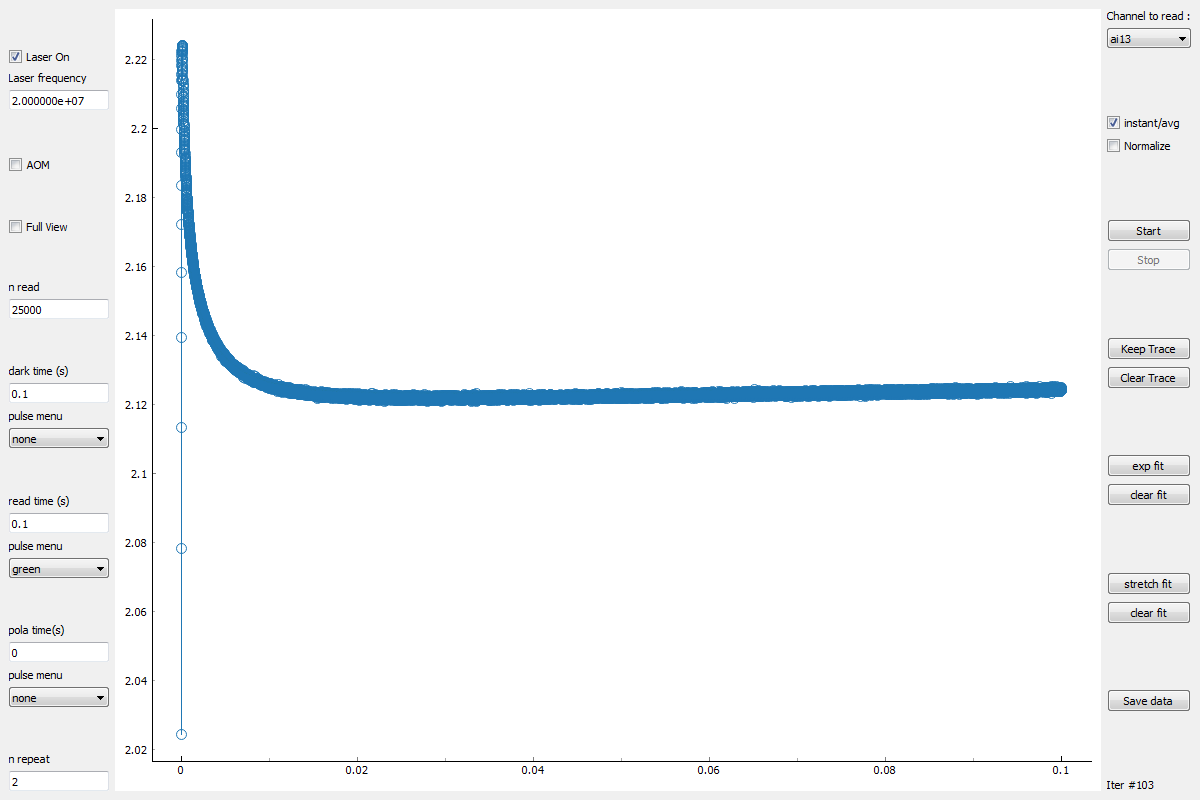 Laser On
Laser frequency
2.000000e+07
AOM
Full View
n read
25000
dark time (s)
0.1
pulse menu
none
read time (s)
0.1
pulse menu
green
pola time(s)
0
pulse menu
none
n repeat
2
2.22
2.2
2.18
2.16
2.14
2.12
2.1
2.08
2.06
2.04
2.02
0 0.02 0.04 0.06 0.08 0.1
Channel to read :
ai13
instant/avg
Normalize
Start
Stop
Keep Trace
Clear Trace
exp fit
clear fit
stretch fit
clear fit
Save data
Iter #103